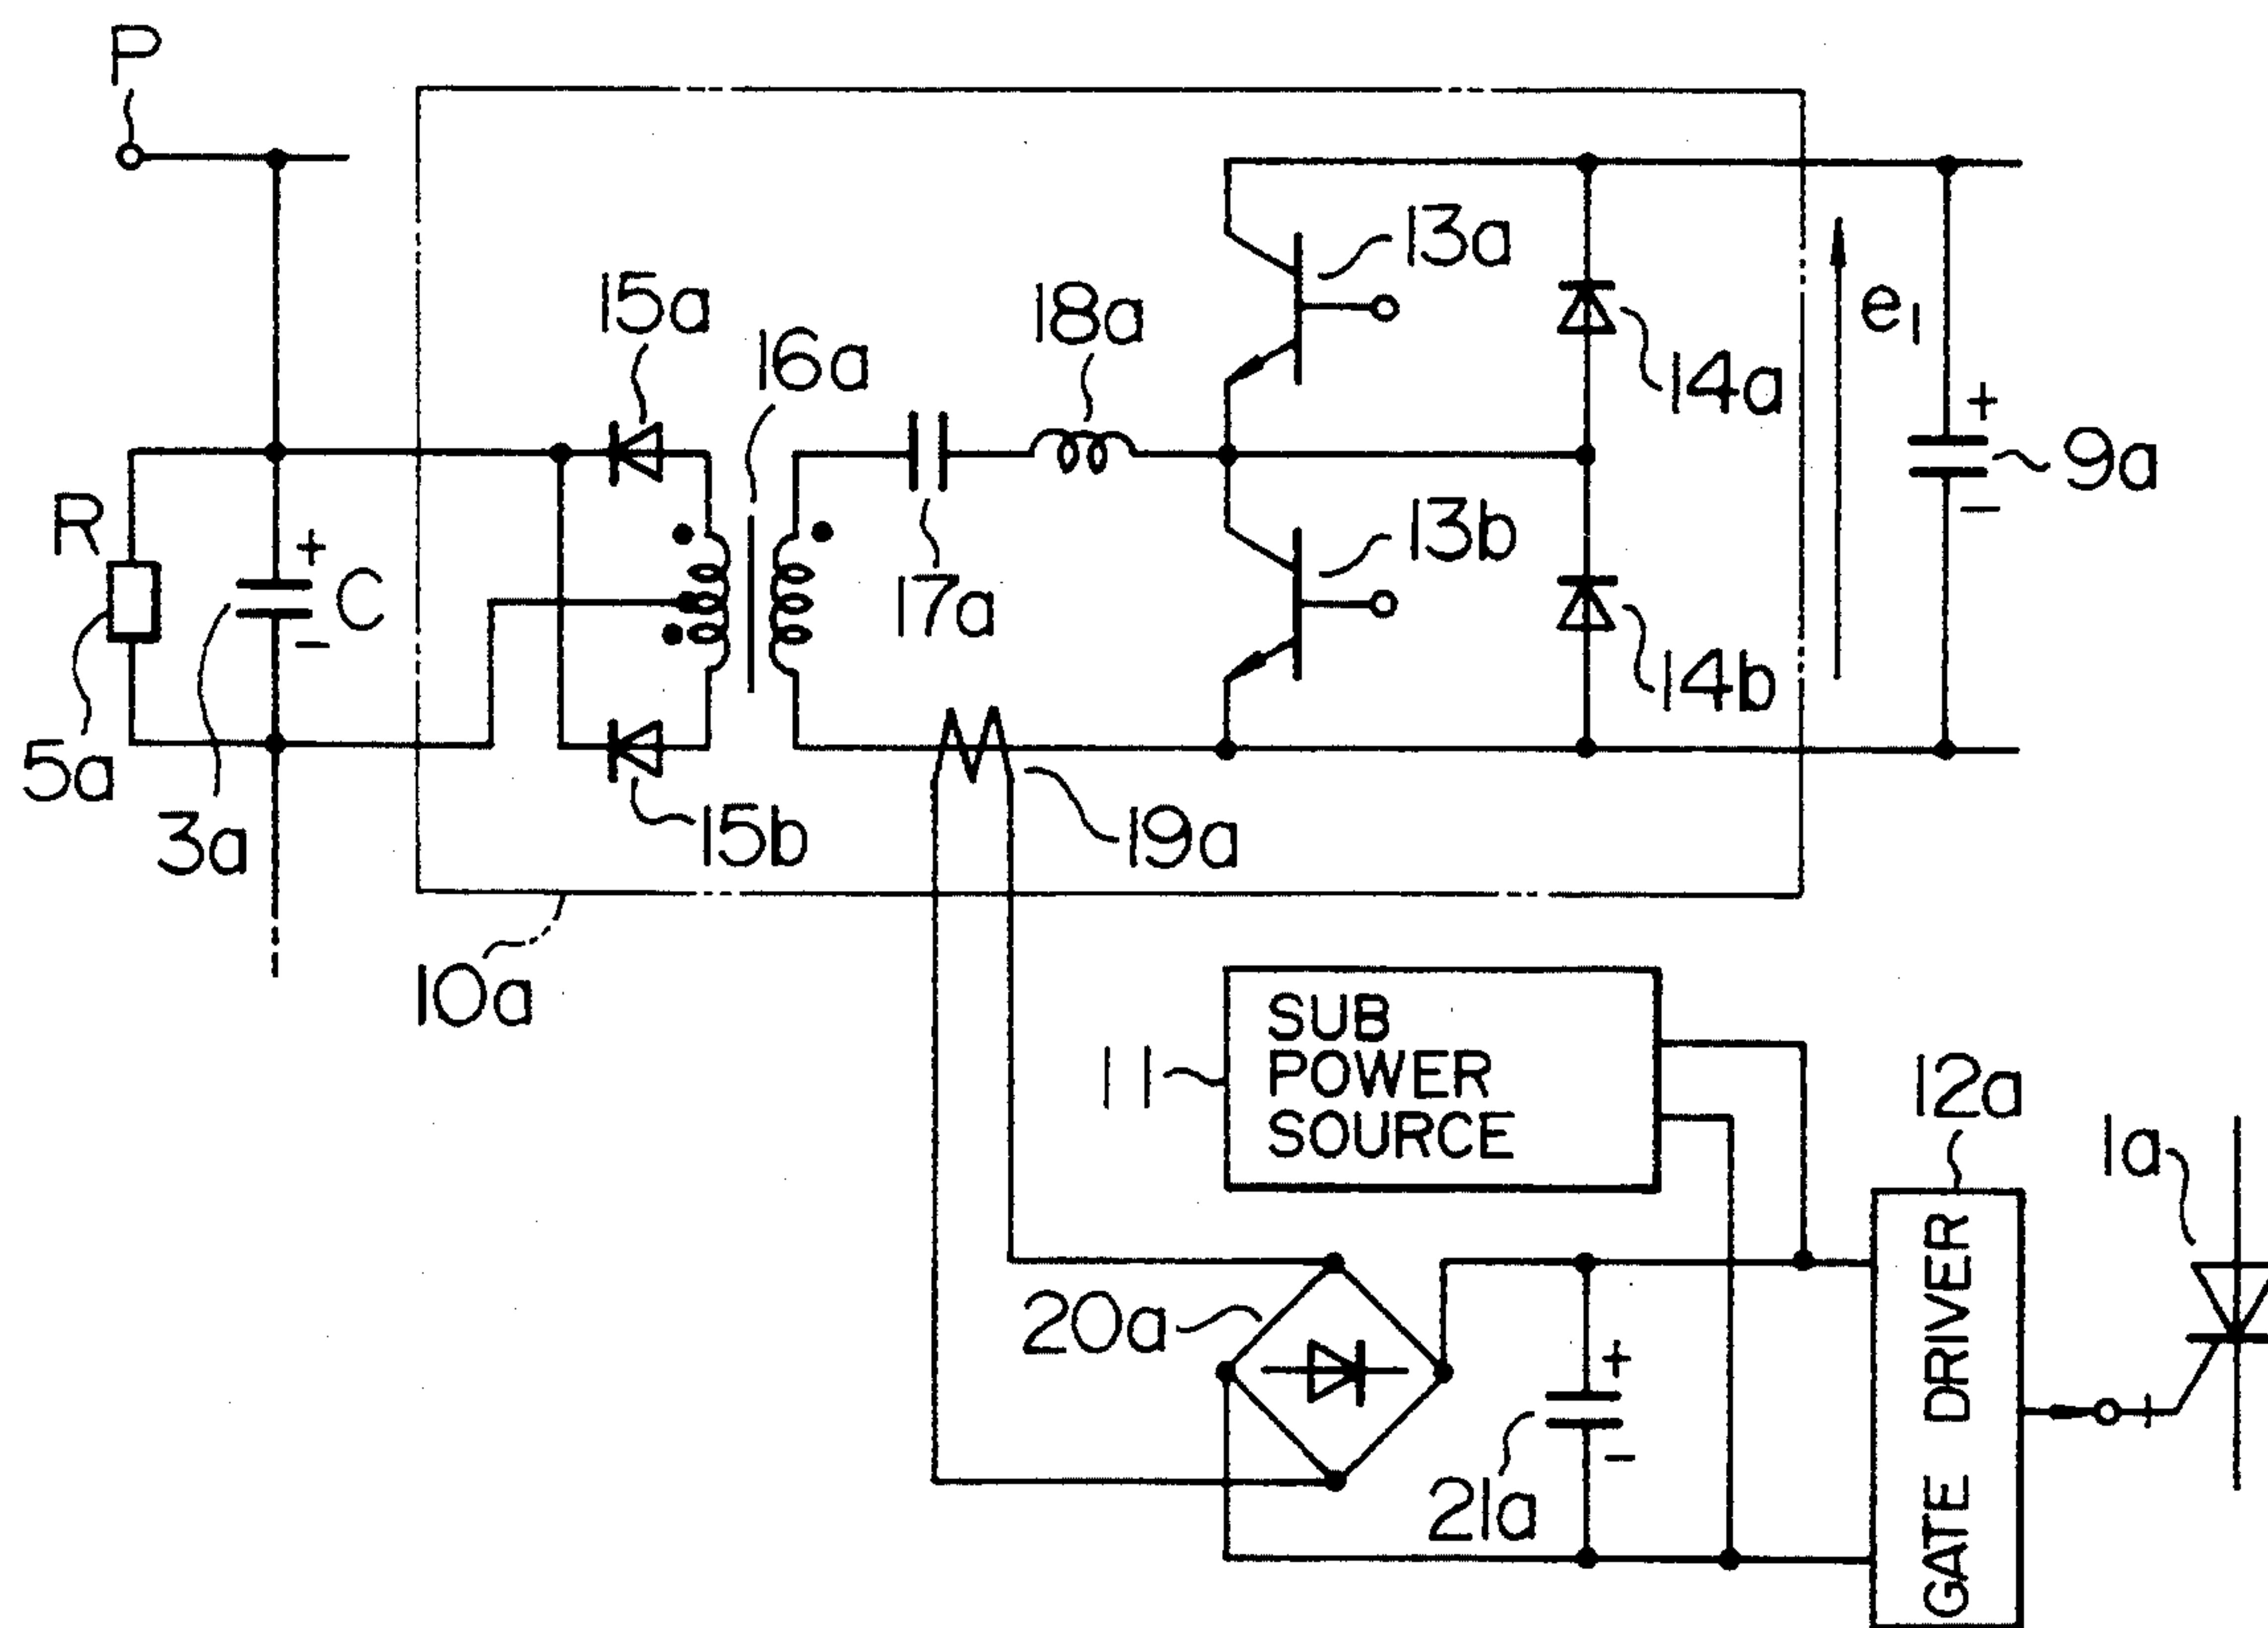 P
15a
16a
18a
13a
14a
e1
9a
R
+
C
−
17a
13b
14b
+
−
5a
3a
15b
19a
10a
11
SUB
POWER
SOURCE
12a
1a
20a
+
−
21a
GATE DRIVER